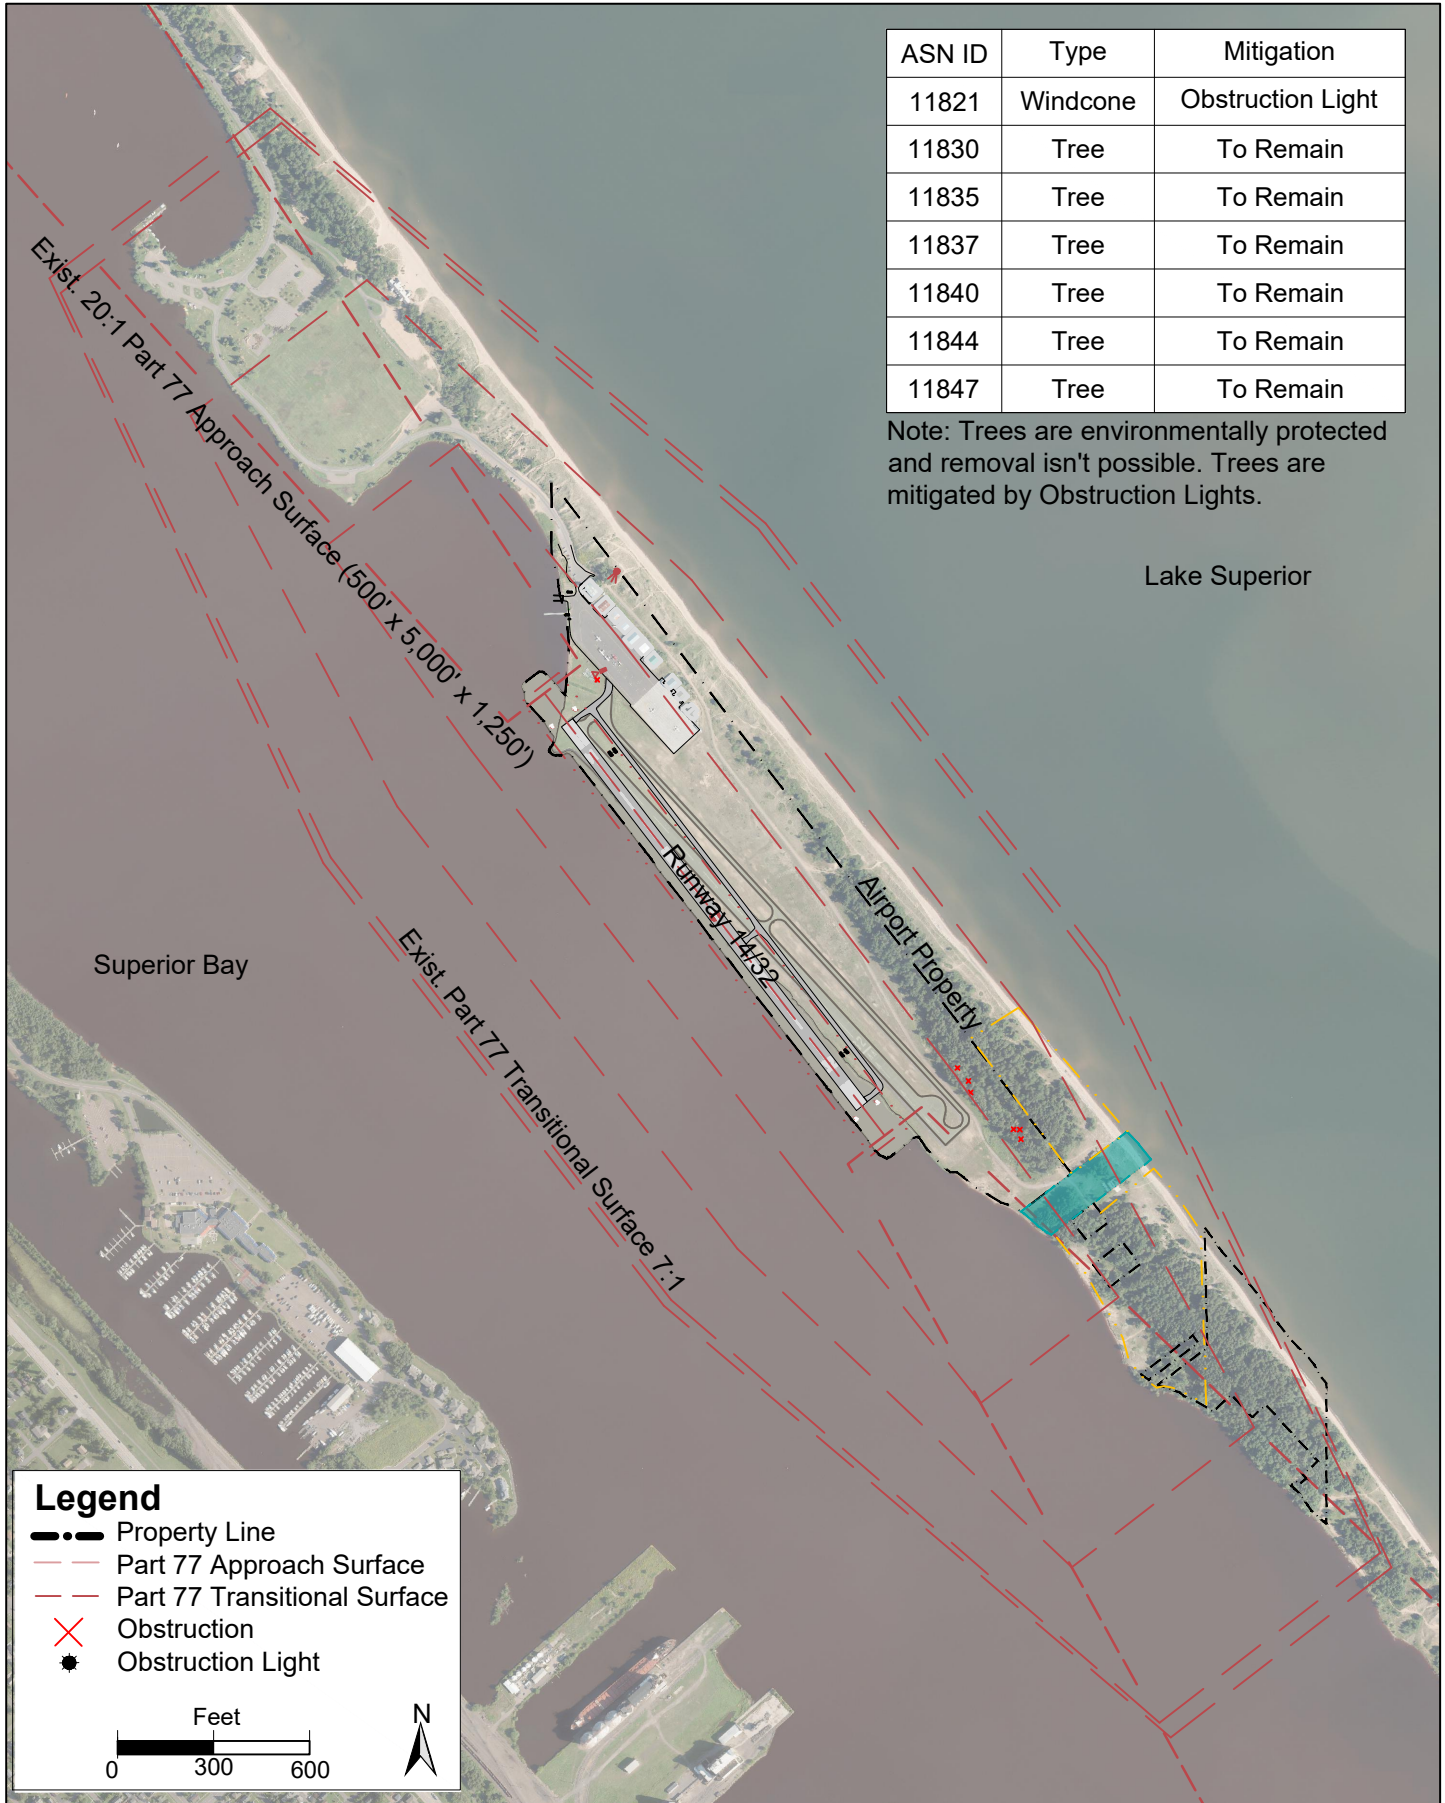 ASN ID Type Mitigation
11821 Windcone Obstruction Light
11830 Tree To Remain
11835 Tree To Remain
11837 Tree To Remain
11840 Tree To Remain
11844 Tree To Remain
11847 Tree To Remain
Note: Trees are environmentally protected
and removal isn't possible. Trees are
mitigated by Obstruction Lights.
Lake Superior
Exist. 20:1 Part 77 Approach Surface (500' x 5,000' x 1,250')
Runway 14/32
Airport Property
Superior Bay
Exist. Part 77 Transitional Surface 7:1
Legend
Property Line
Part 77 Approach Surface
Part 77 Transitional Surface
Obstruction
Obstruction Light
Feet
0 300 600
N